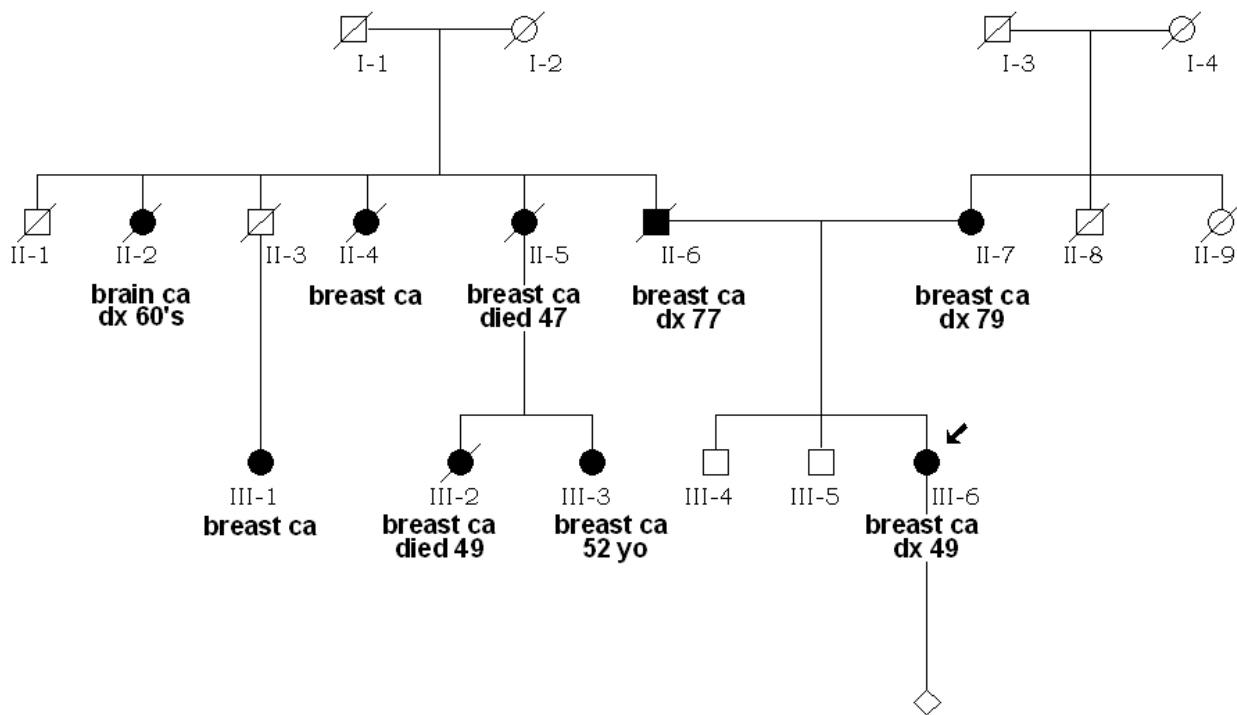 I-1
I-2
I-3
I-4
II-1
II-2
II-3
II-4
II-5
II-6
II-7
II-8
II-9
brain ca
dx 60's
breast ca
breast ca
died 47
breast ca
dx 77
breast ca
dx 79
III-1
III-2
III-3
III-4
III-5
III-6
breast ca
breast ca
died 49
breast ca
52 yo
breast ca
dx 49